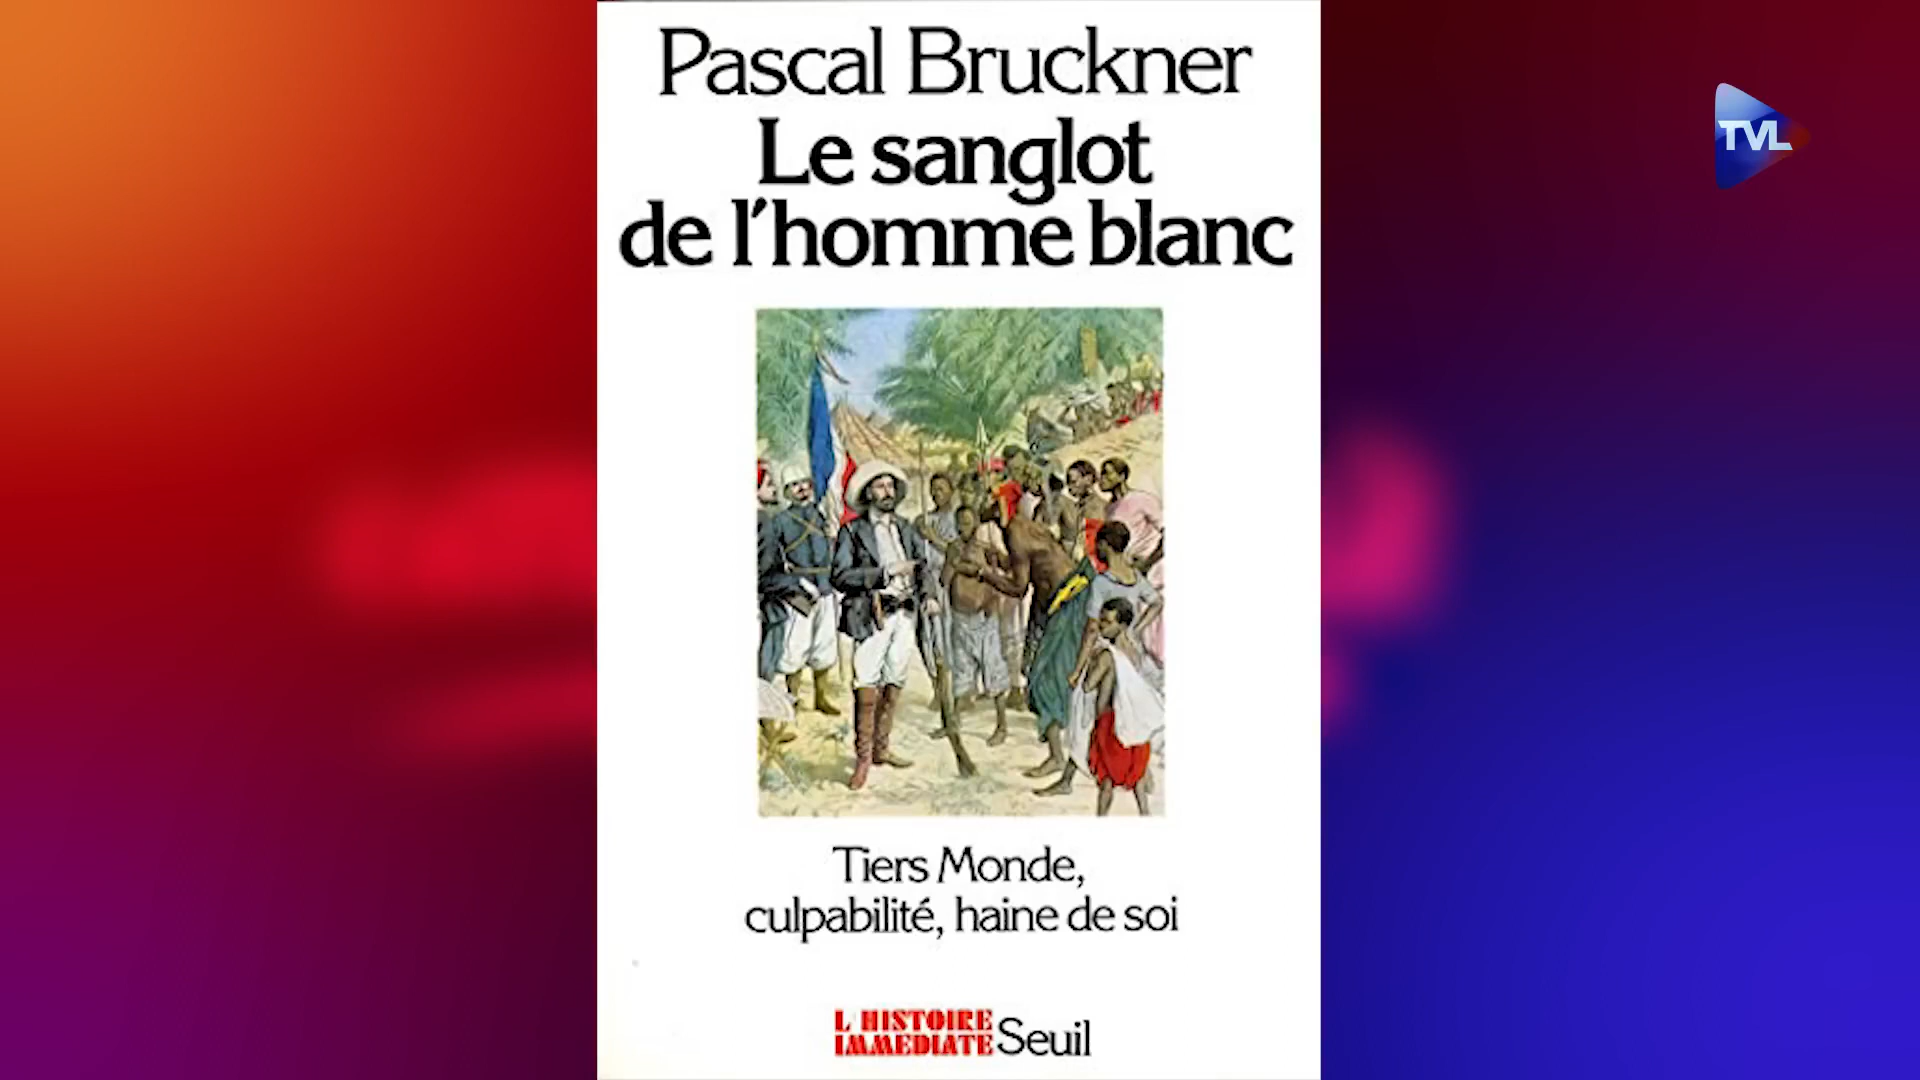 Pascal Bruckner
Le sanglot
de l'homme blanc
TVL
Tiers Monde,
culpabilité, haine de soi
L'HISTOIRE
IMMEDIATE
Seuil